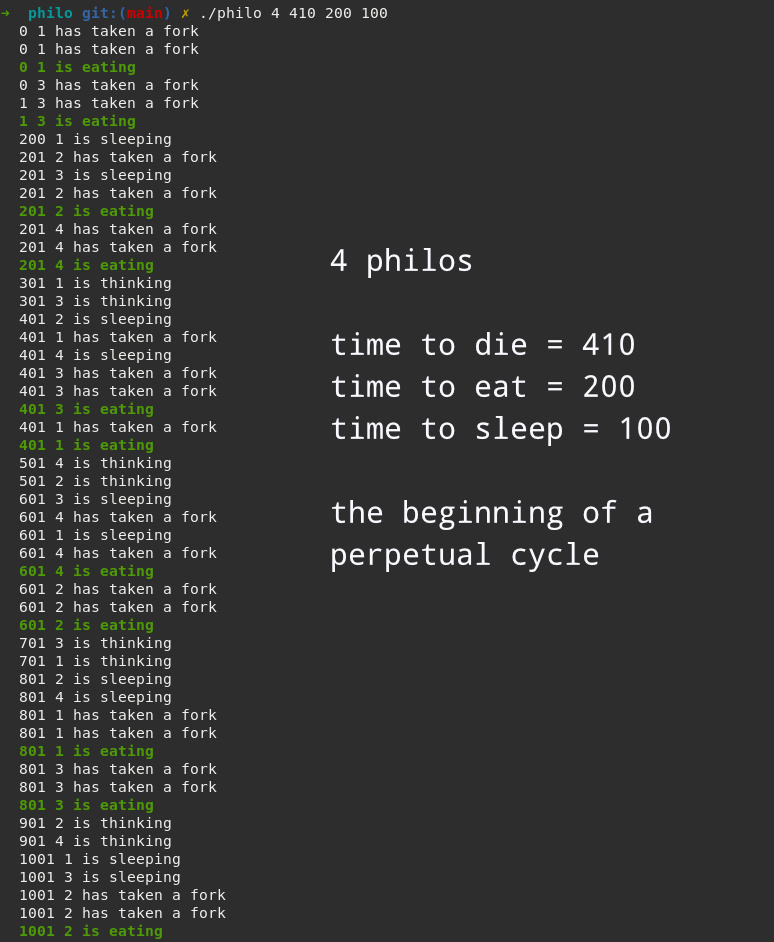 ➜  philo git:(main) ✗ ./philo 4 410 200 100
0 1 has taken a fork
0 1 has taken a fork
0 1 is eating
0 3 has taken a fork
1 3 has taken a fork
1 3 is eating
200 1 is sleeping
201 2 has taken a fork
201 3 is sleeping
201 2 has taken a fork
201 2 is eating
201 4 has taken a fork
201 4 has taken a fork
201 4 is eating
301 1 is thinking
301 3 is thinking
401 2 is sleeping
401 1 has taken a fork
401 4 is sleeping
401 3 has taken a fork
401 3 has taken a fork
401 3 is eating
401 1 has taken a fork
401 1 is eating
501 4 is thinking
501 2 is thinking
601 3 is sleeping
601 4 has taken a fork
601 1 is sleeping
601 4 has taken a fork
601 4 is eating
601 2 has taken a fork
601 2 has taken a fork
601 2 is eating
701 3 is thinking
701 1 is thinking
801 2 is sleeping
801 4 is sleeping
801 1 has taken a fork
801 1 has taken a fork
801 1 is eating
801 3 has taken a fork
801 3 has taken a fork
801 3 is eating
901 2 is thinking
901 4 is thinking
1001 1 is sleeping
1001 3 is sleeping
1001 2 has taken a fork
1001 2 has taken a fork
1001 2 is eating
4 philos
time to die = 410
time to eat = 200
time to sleep = 100
the beginning of a
perpetual cycle